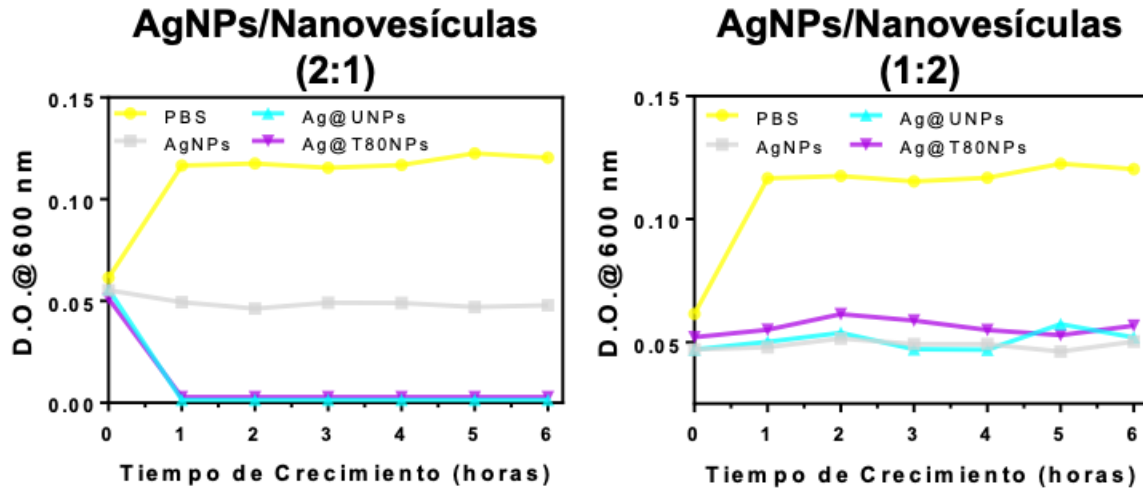 AgNPs/Nanovesículas
(2:1)
0.15
PBS
Ag@UNPs
AgNPs
Ag@T80NPs
0.10
0.05
0.00
D.O.@600 nm
0 1 2 3 4 5 6
Tiempo de Crecimiento (horas)
AgNPs/Nanovesículas
(1:2)
0.15
PBS
Ag@UNPs
AgNPs
Ag@T80NPs
0.10
0.05
D.O.@600 nm
0 1 2 3 4 5 6
Tiempo de Crecimiento (horas)